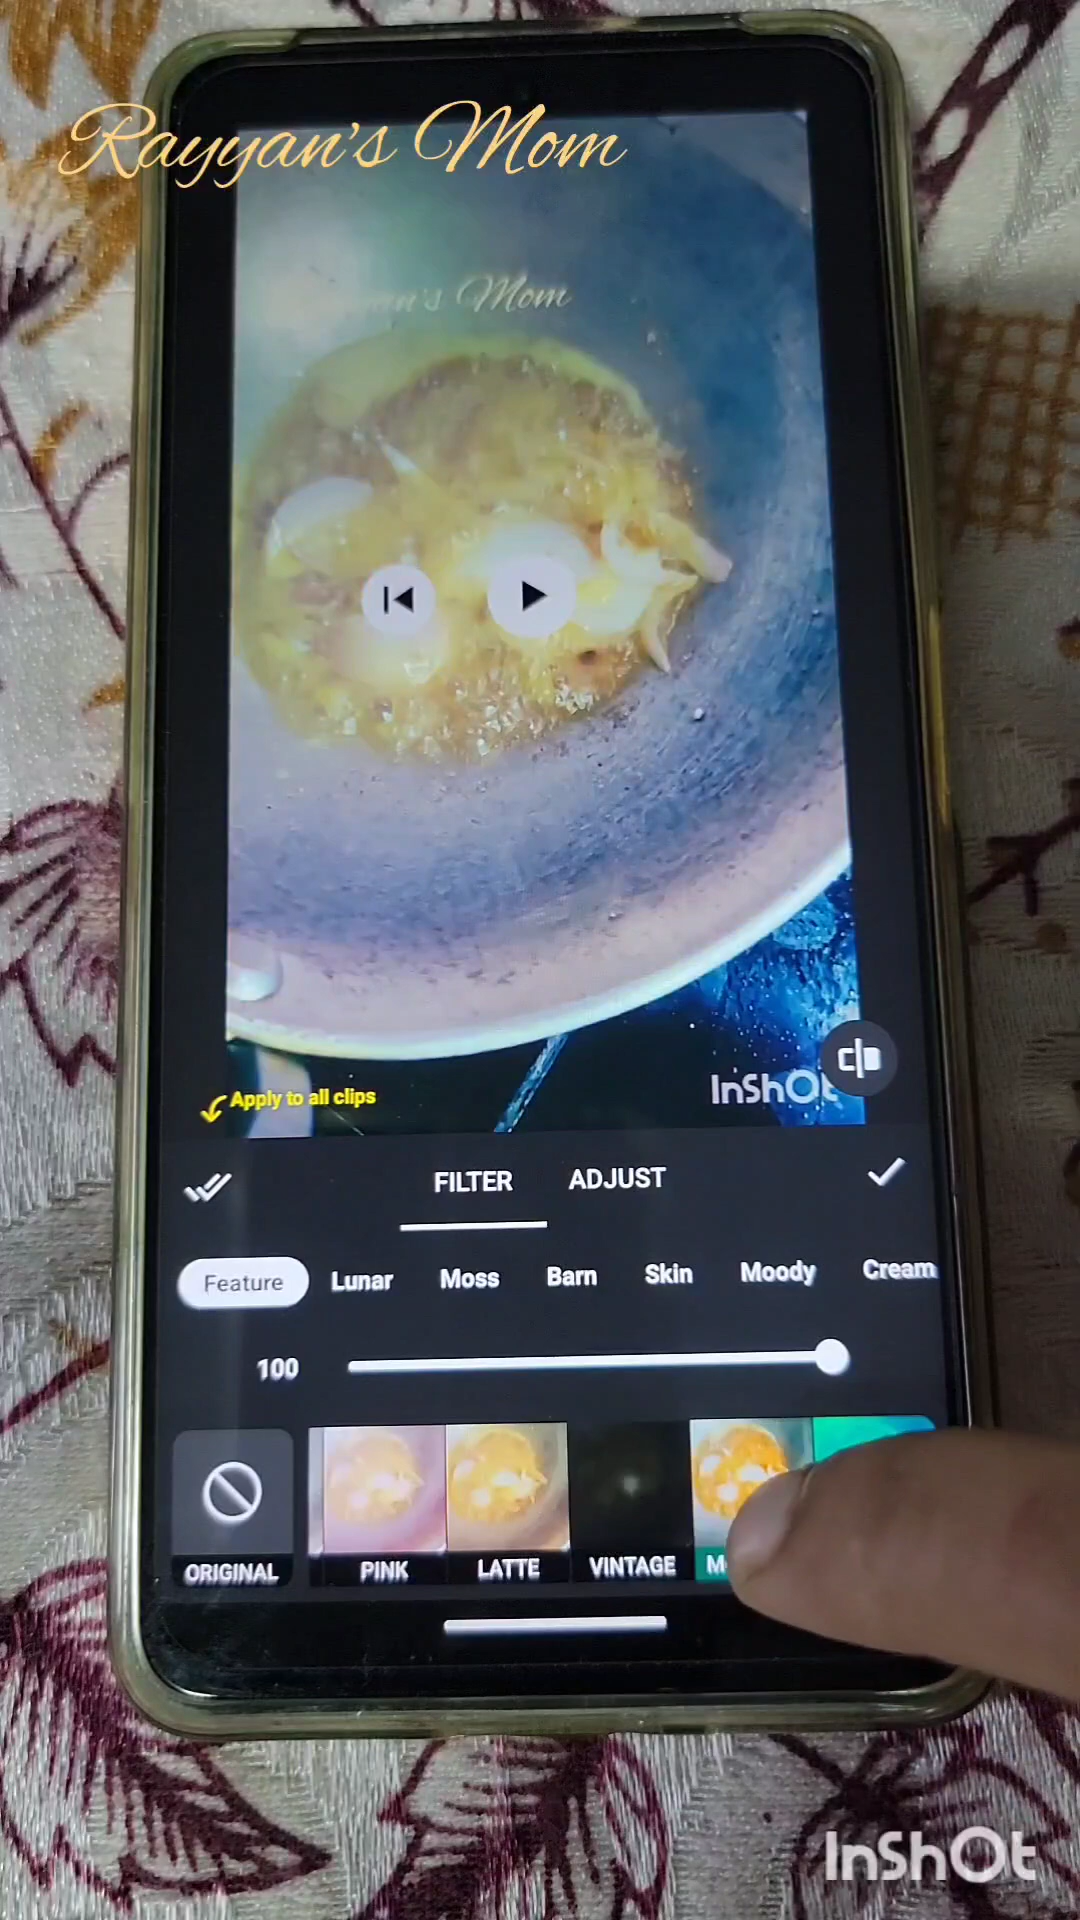 Rayyan's Mom
Mom
Apply to all clips
InShOt
FILTER ADJUST
Feature Lunar Moss Barn Skin Moody Cream
100
ORIGINAL PINK LATTE VINTAGE
InShOt